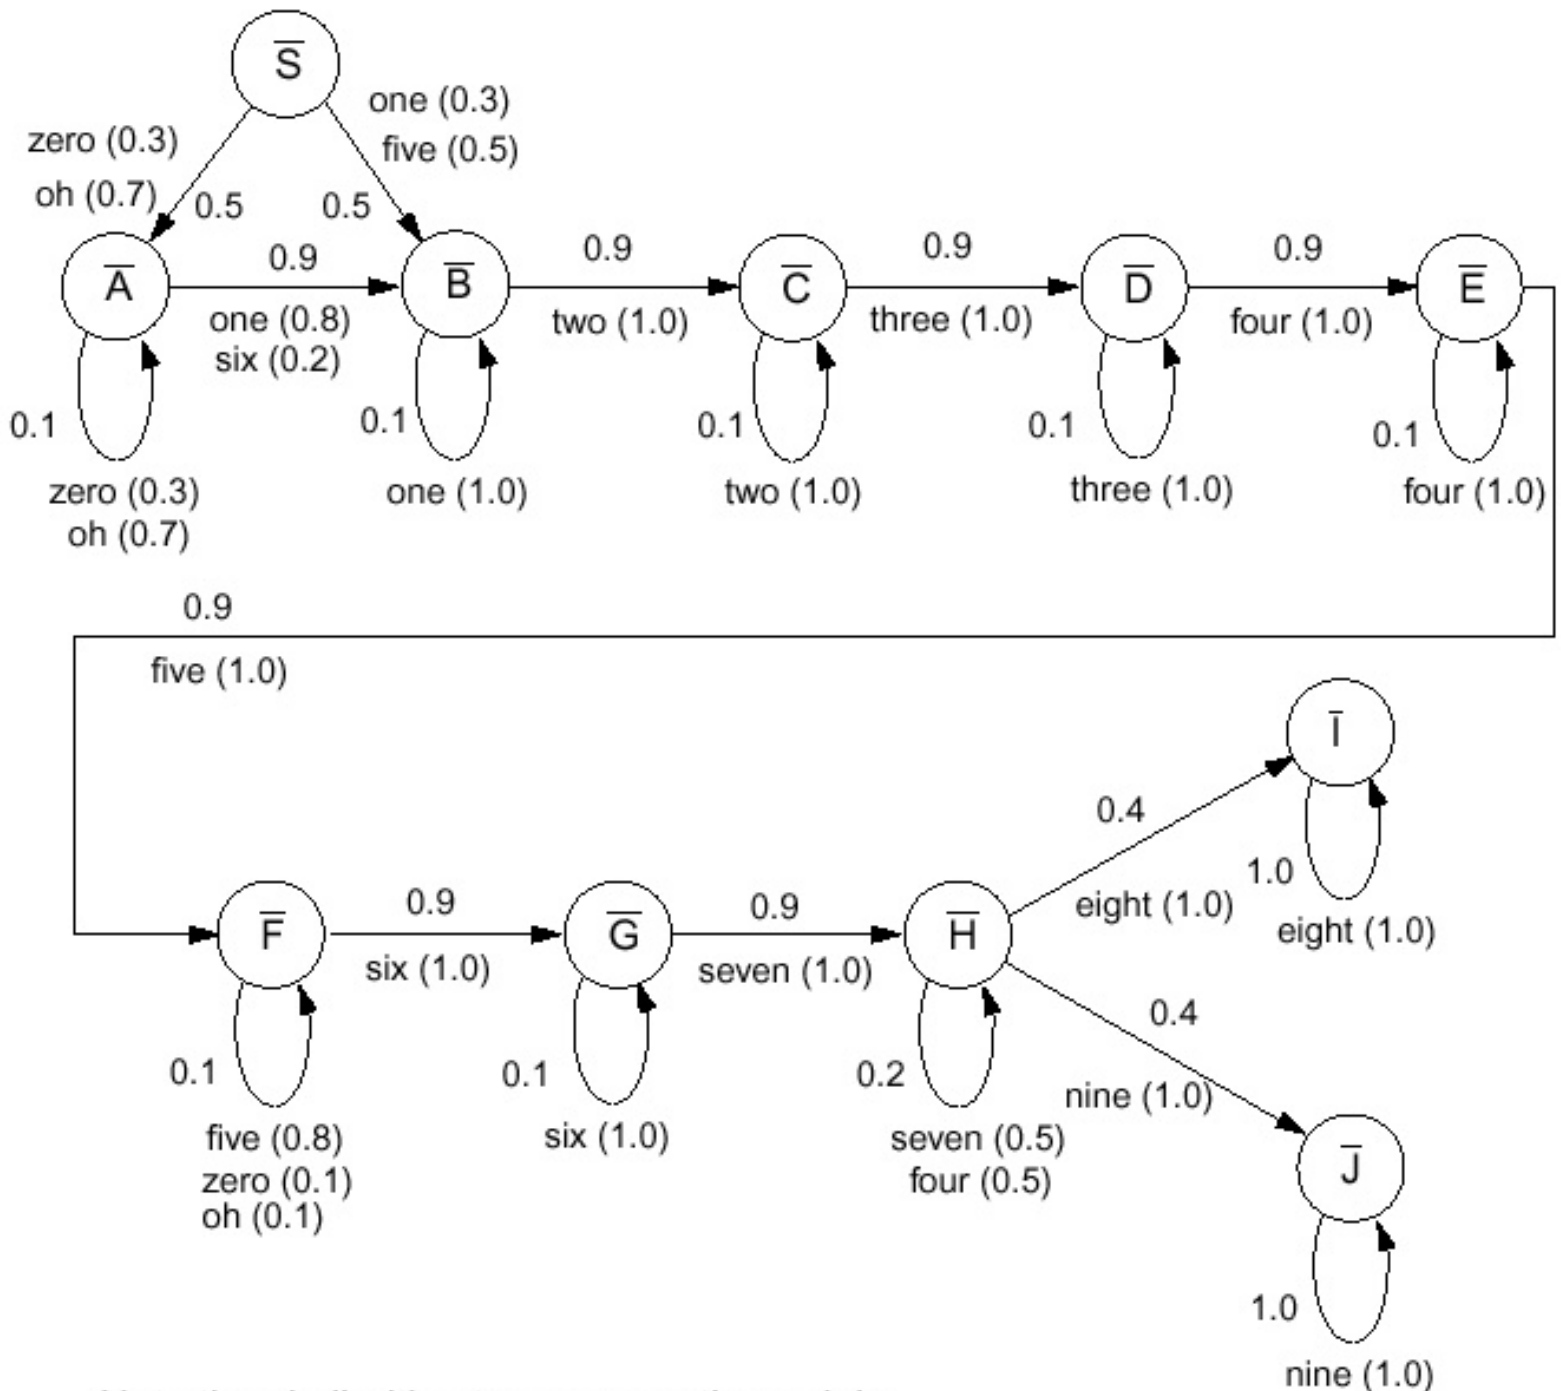 S̅
one (0.3)
zero (0.3)
five (0.5)
oh (0.7)
0.5
0.5
0.9
0.9
0.9
0.9
A̅
B̅
C̅
D̅
E̅
one (0.8)
six (0.2)
two (1.0)
three (1.0)
four (1.0)
0.1
0.1
0.1
0.1
0.1
zero (0.3)
oh (0.7)
one (1.0)
two (1.0)
three (1.0)
four (1.0)
0.9
five (1.0)
I̅
0.4
1.0
eight (1.0)
eight (1.0)
0.9
0.9
F̅
G̅
H̅
six (1.0)
seven (1.0)
0.4
0.1
0.1
0.2
nine (1.0)
five (0.8)
zero (0.1)
oh (0.1)
six (1.0)
seven (0.5)
four (0.5)
J̅
1.0
nine (1.0)